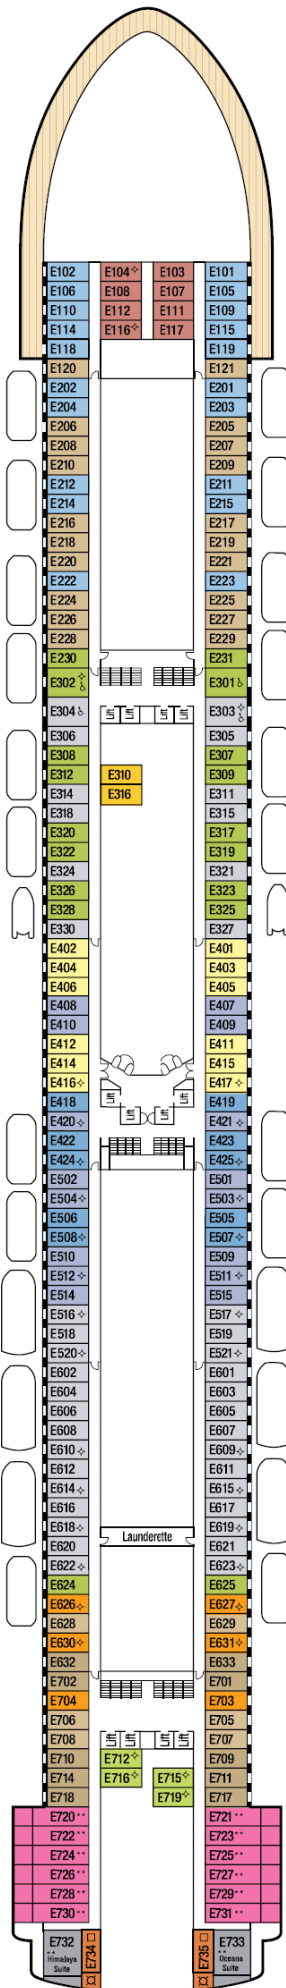 E102 E104 E103 E101
E106 E108 E107 E105
E110 E112 E111 E109
E114 E116 E117 E115
E118 E119
E120 E121
E202 E201
E204 E203
E206 E205
E208 E207
E210 E209
E212 E211
E214 E215
E216 E217
E218 E219
E220 E221
E222 E223
E224 E225
E226 E227
E228 E229
E230 E231
E302 E301
E304 Lift Lift Lift Lift E303
E306 E305
E308 E307
E312 E310 E309
E314 E316 E311
E318 E315
E320 E317
E322 E319
E324 E321
E326 E323
E328 E325
E330 E327
E402 E401
E404 E403
E406 E405
E408 E407
E410 E409
E412 E411
E414 E415
E416 E417
E418 Lift Lift E419
E420 Lift Lift E421
E422 E423
E424 E425
E502 E501
E504 E503
E506 E505
E508 E507
E510 E509
E512 E511
E514 E515
E516 E517
E518 E519
E520 E521
E602 E601
E604 E603
E606 E605
E608 E607
E610 E609
E612 E611
E614 E615
E616 E617
E618 E619
E620 Launderette E621
E622 E623
E624 E625
E626 E627
E628 E629
E630 E631
E632 E633
E702 E701
E704 E703
E706 E705
E708 Lift Lift Lift Lift E707
E710 E712 E709
E714 E716 E715 E711
E718 E719 E717
E720 E721
E722 E723
E724 E725
E726 E727
E728 E729
E730 E731
E732 E734 E735 E733
Himalaya Oceana
Suite Suite